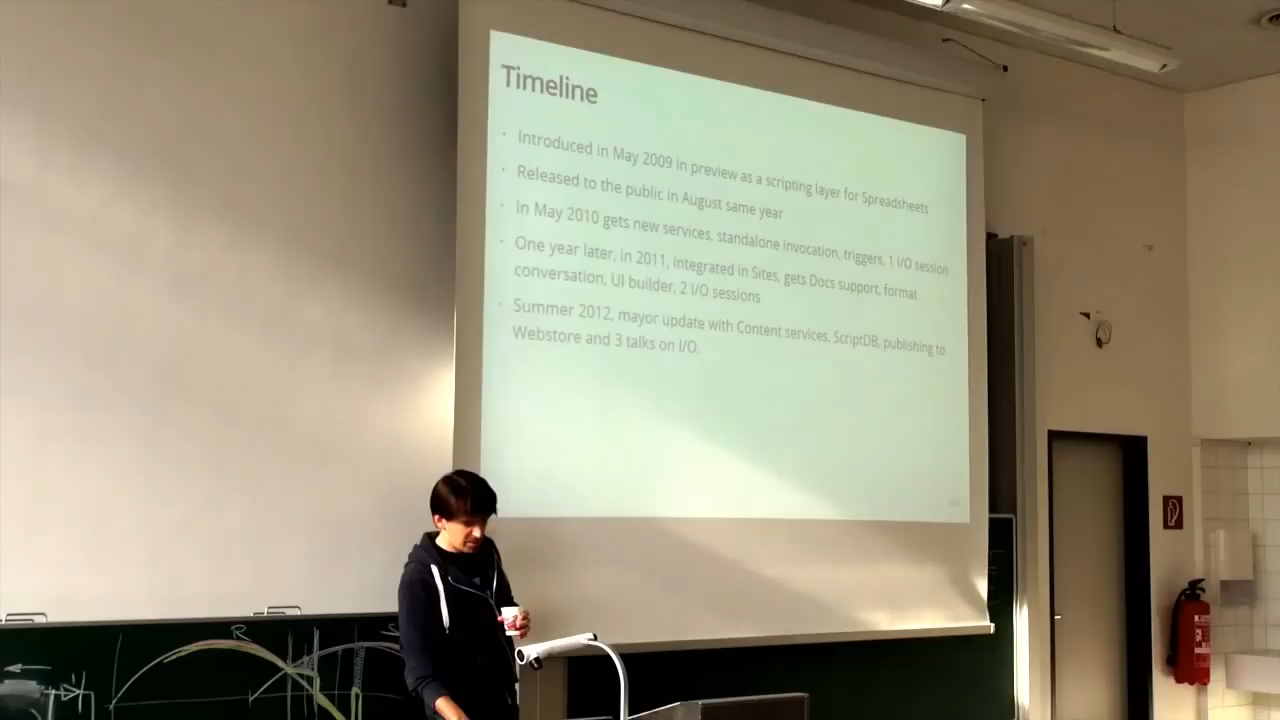 Timeline
· Introduced in May 2009 in preview as a scripting layer for Spreadsheets
· Released to the public in August same year
· In May 2010 gets new services, standalone invocation, triggers, 1 I/O session
· One year later, in 2011, integrated in Sites, gets Docs support, format
conversation, UI builder, 2 I/O sessions
· Summer 2012, mayor update with Content services, ScriptDB, publishing to
Webstore and 3 talks on I/O.
R